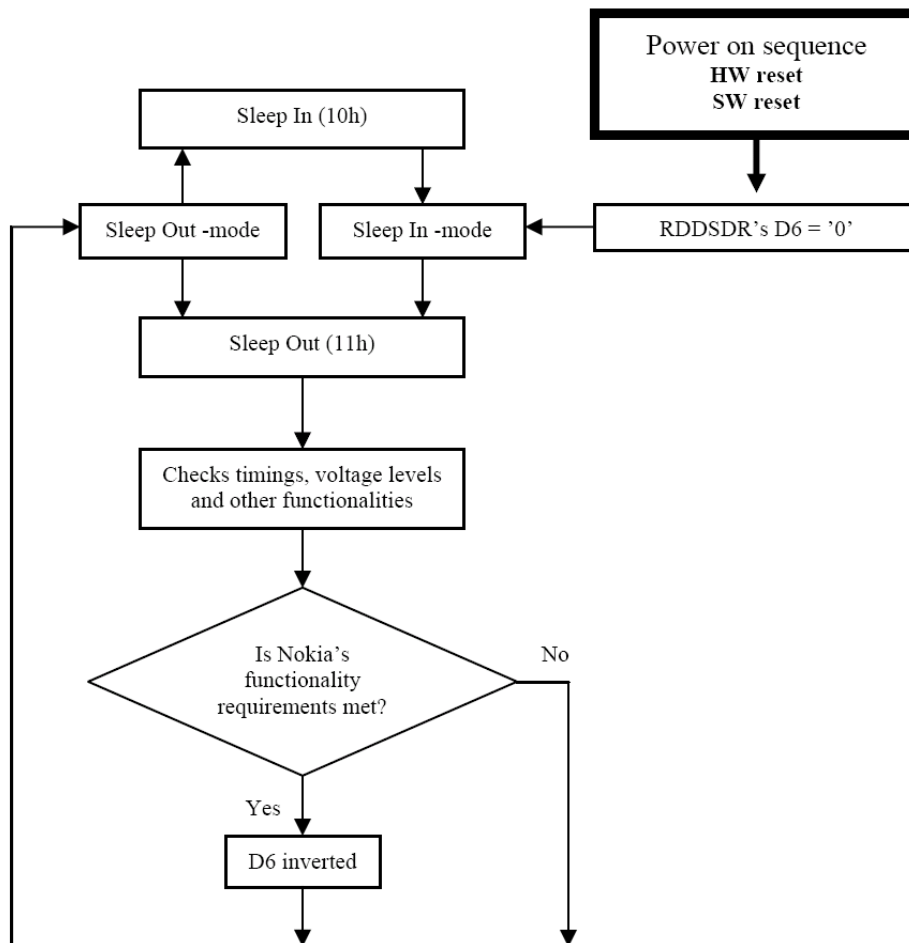 Power on sequence
HW reset
SW reset
Sleep In (10h)
Sleep Out -mode
Sleep In -mode
RDDSDR’s D6 = ’0’
Sleep Out (11h)
Checks timings, voltage levels
and other functionalities
Is Nokia’s
functionality
requirements met?
No
Yes
D6 inverted